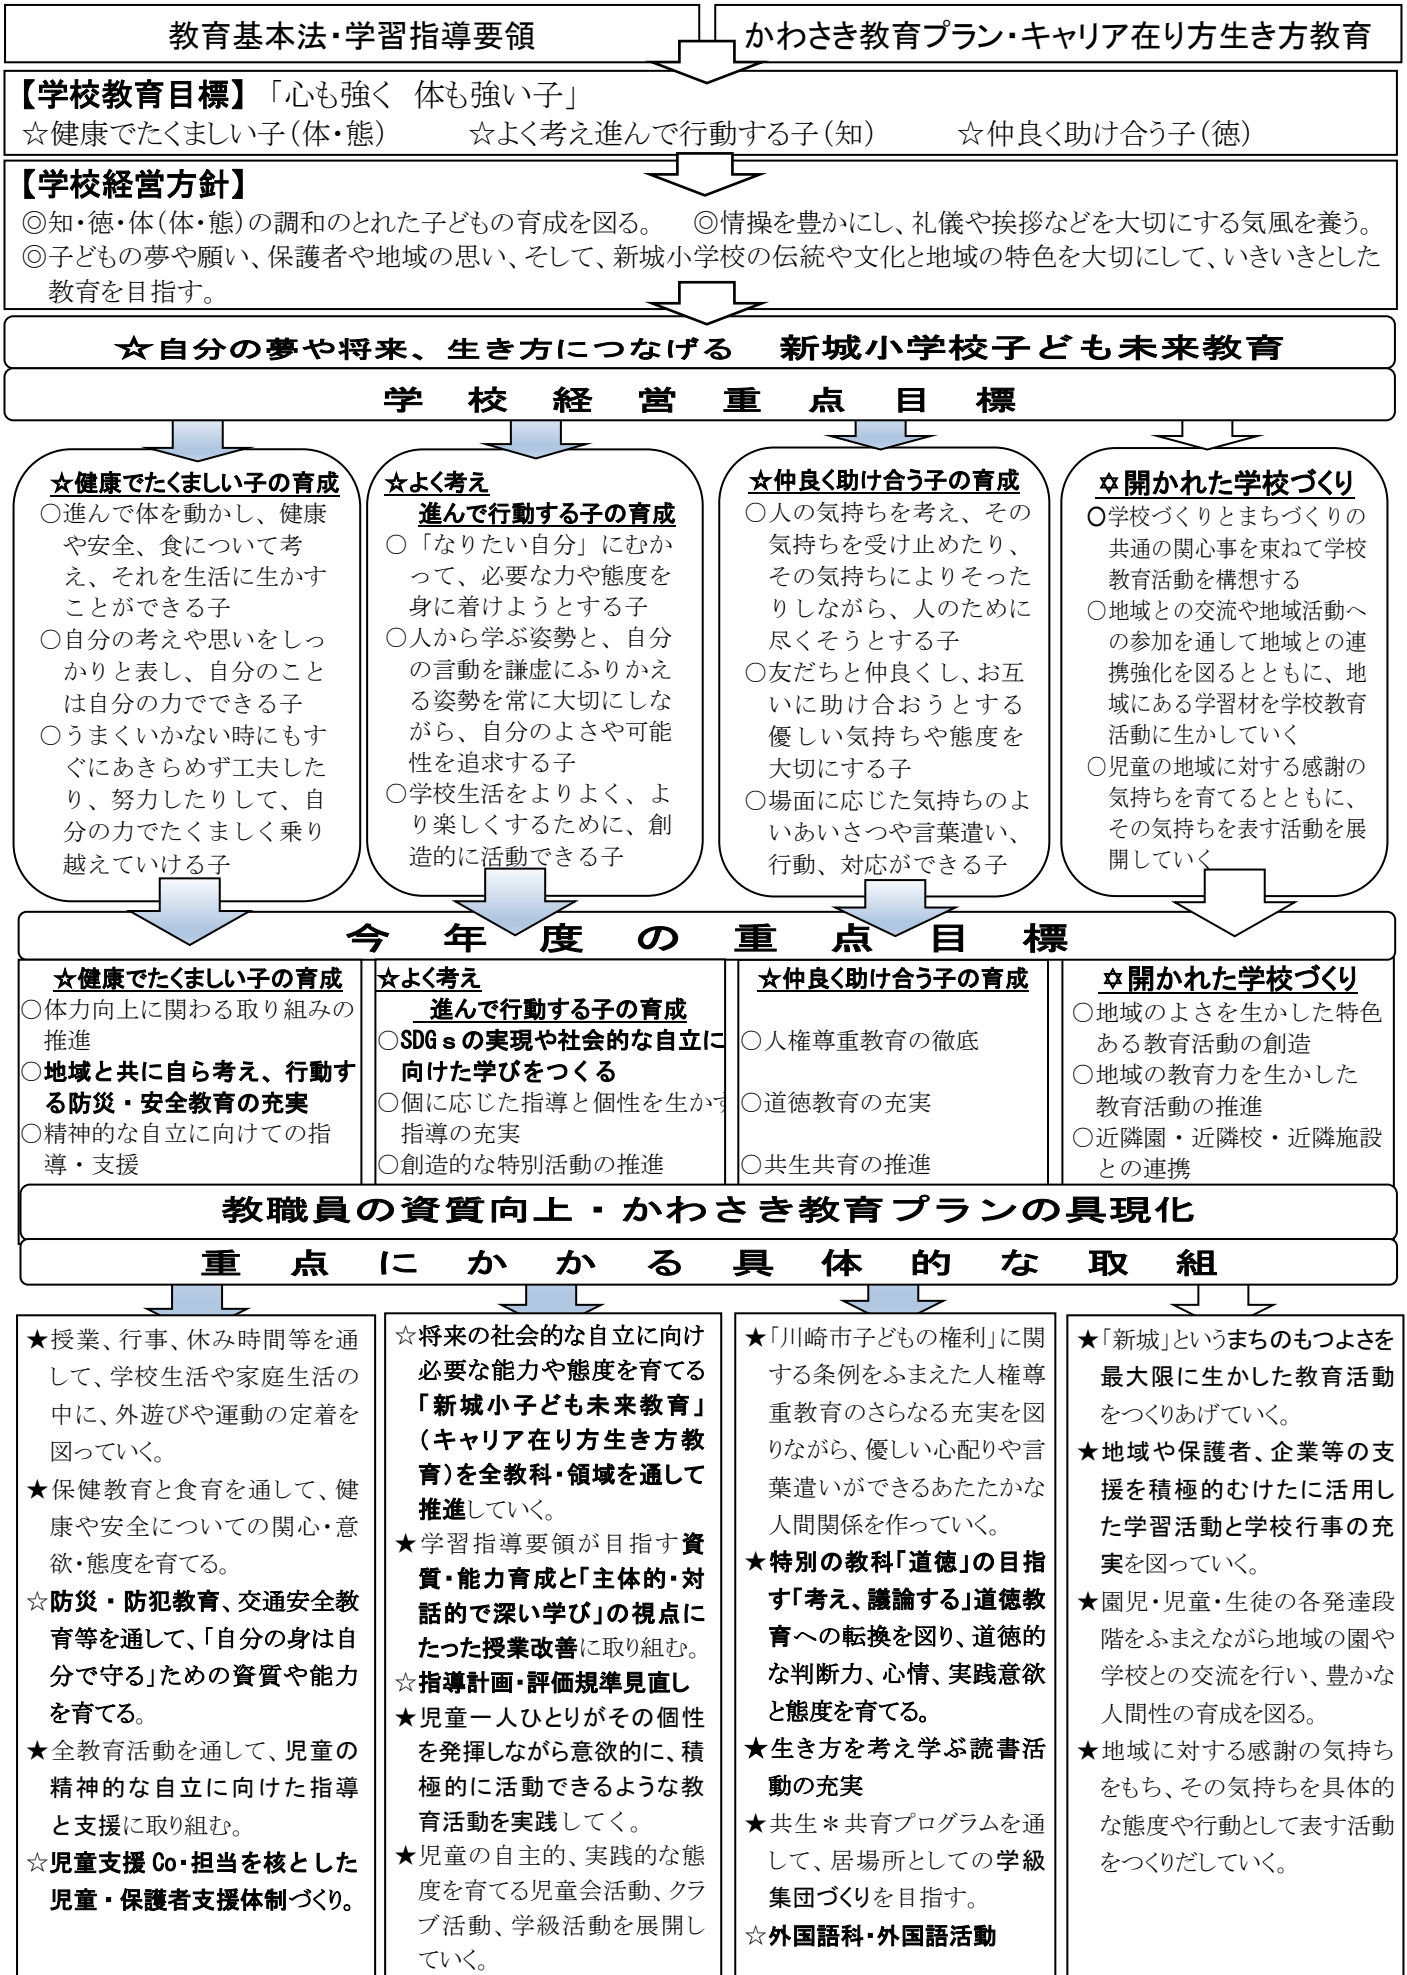 教育基本法・学習指導要領
かわさき教育プラン・キャリア在り方生き方教育
【学校教育目標】「心も強く 体も強い子」
☆健康でたくましい子(体・態) ☆よく考え進んで行動する子(知) ☆仲良く助け合う子(徳)
【学校経営方針】
◎知・徳・体(体・態)の調和のとれた子どもの育成を図る。 ◎情操を豊かにし、礼儀や挨拶などを大切にする気風を養う。
◎子どもの夢や願い、保護者や地域の思い、そして、新城小学校の伝統や文化と地域の特色を大切にして、いきいきとした
教育を目指す。
☆自分の夢や将来、生き方につなげる 新城小学校子ども未来教育
学校経営重点目標
☆健康でたくましい子の育成
○進んで体を動かし、健康
や安全、食について考
え、それを生活に生かす
ことができる子
○自分の考えや思いをしっ
かりと表し、自分のこと
は自分の力でできる子
○うまくいかない時にもす
ぐにあきらめず工夫した
り、努力したりして、自
分の力でたくましく乗り
越えていける子
☆よく考え
進んで行動する子の育成
○「なりたい自分」にむか
って、必要な力や態度を
身に着けようとする子
○人から学ぶ姿勢と、自分
の言動を謙虚にふりかえ
る姿勢を常に大切にしな
がら、自分のよさや可能
性を追求する子
○学校生活をよりよく、よ
り楽しくするために、創
造的に活動できる子
☆仲良く助け合う子の育成
○人の気持ちを考え、その
気持ちを受け止めたり、
その気持ちによりそった
りしながら、人のために
尽くそうとする子
○友だちと仲良くし、お互
いに助け合おうとする
優しい気持ちや態度を
大切にする子
○場面に応じた気持ちのよ
いあいさつや言葉遣い、
行動、対応ができる子
✡開かれた学校づくり
○学校づくりとまちづくりの
共通の関心事を束ねて学校
教育活動を構想する
○地域との交流や地域活動へ
の参加を通して地域との連
携強化を図るとともに、地
域にある学習材を学校教育
活動に生かしていく
○児童の地域に対する感謝の
気持ちを育てるとともに、
その気持ちを表す活動を展
開していく
今年度の重点目標
☆健康でたくましい子の育成
○体力向上に関わる取り組みの
推進
○地域と共に自ら考え、行動す
る防災・安全教育の充実
○精神的な自立に向けての指
導・支援
☆よく考え
進んで行動する子の育成
○SDGsの実現や社会的な自立に
向けた学びをつくる
○個に応じた指導と個性を生かす
指導の充実
○創造的な特別活動の推進
☆仲良く助け合う子の育成
○人権尊重教育の徹底
○道徳教育の充実
○共生共育の推進
✡開かれた学校づくり
○地域のよさを生かした特色
ある教育活動の創造
○地域の教育力を生かした
教育活動の推進
○近隣園・近隣校・近隣施設
との連携
教職員の資質向上・かわさき教育プランの具現化
重点にかかる具体的な取組
★授業、行事、休み時間等を通
して、学校生活や家庭生活の
中に、外遊びや運動の定着を
図っていく。
★保健教育と食育を通して、健
康や安全についての関心・意
欲・態度を育てる。
☆防災・防犯教育、交通安全教
育等を通して、「自分の身は自
分で守る」ための資質や能力
を育てる。
★全教育活動を通して、児童の
精神的な自立に向けた指導
と支援に取り組む。
☆児童支援Co・担当を核とした
児童・保護者支援体制づくり。
☆将来の社会的な自立に向け
必要な能力や態度を育てる
「新城小子ども未来教育」
(キャリア在り方生き方教
育)を全教科・領域を通して
推進していく。
★学習指導要領が目指す資
質・能力育成と「主体的・対
話的で深い学び」の視点に
たった授業改善に取り組む。
☆指導計画・評価規準見直し
★児童一人ひとりがその個性
を発揮しながら意欲的に、積
極的に活動できるような教
育活動を実践してく。
★児童の自主的、実践的な態
度を育てる児童会活動、クラ
ブ活動、学級活動を展開し
ていく。
★「川崎市子どもの権利」に関
する条例をふまえた人権尊
重教育のさらなる充実を図
りながら、優しい心配りや言
葉遣いができるあたたかな
人間関係を作っていく。
★特別の教科「道徳」の目指
す「考え、議論する」道徳教
育への転換を図り、道徳的
な判断力、心情、実践意欲
と態度を育てる。
★生き方を考え学ぶ読書活
動の充実
★共生＊共育プログラムを通
して、居場所としての学級
集団づくりを目指す。
☆外国語科・外国語活動
★「新城」というまちのもつよさを
最大限に生かした教育活動
をつくりあげていく。
★地域や保護者、企業等の支
援を積極的むけたに活用し
た学習活動と学校行事の充
実を図っていく。
★園児・児童・生徒の各発達段
階をふまえながら地域の園や
学校との交流を行い、豊かな
人間性の育成を図る。
★地域に対する感謝の気持ち
をもち、その気持ちを具体的
な態度や行動として表す活動
をつくりだしていく。